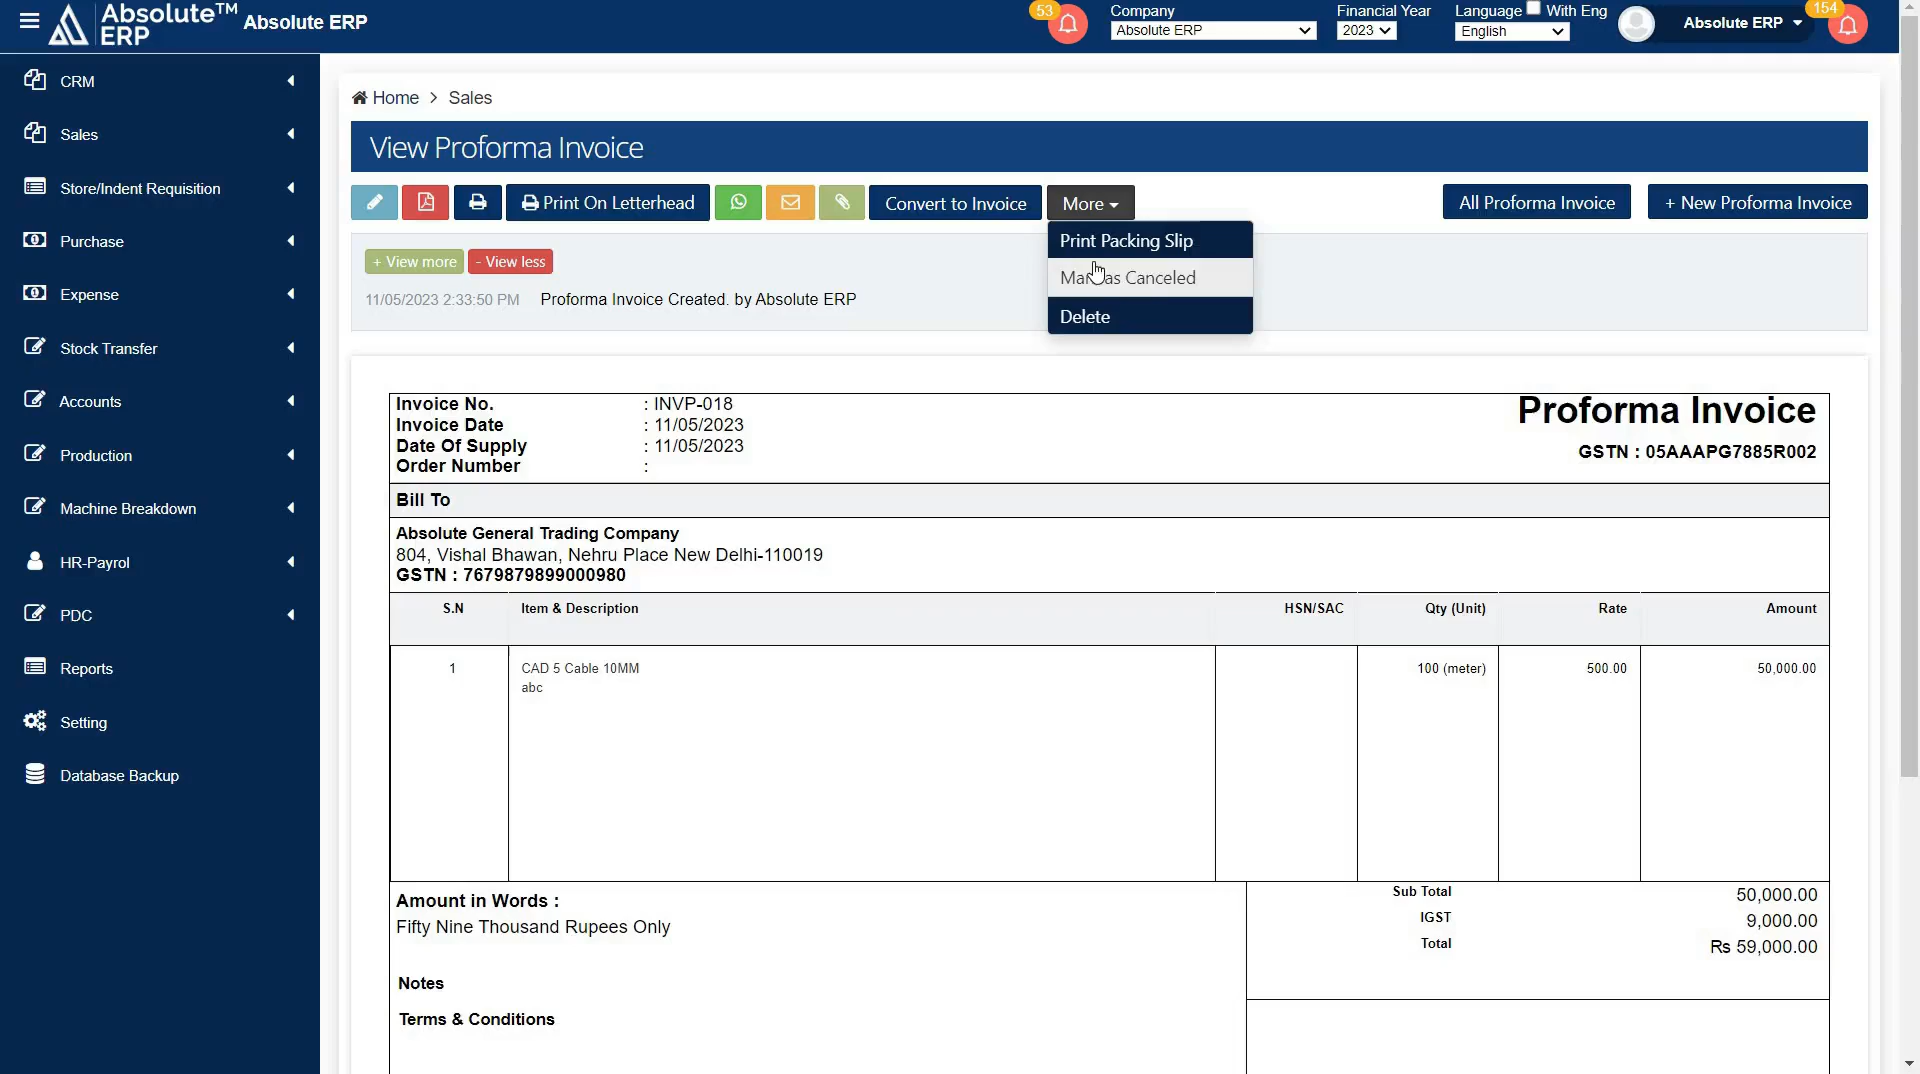 Absolute™
ERP
Absolute ERP
53
Company
Absolute ERP
Financial Year
2023
Language With Eng
English
Absolute ERP
154
CRM
Sales
Store/Indent Requisition
Purchase
Expense
Stock Transfer
Accounts
Production
Machine Breakdown
HR-Payrol
PDC
Reports
Setting
Database Backup
Home > Sales
View Proforma Invoice
Print On Letterhead
Convert to Invoice
More
All Proforma Invoice
+ New Proforma Invoice
Print Packing Slip
Mark as Canceled
Delete
+ View more - View less
11/05/2023 2:33:50 PM Proforma Invoice Created. by Absolute ERP
Invoice No. : INVP-018
Invoice Date : 11/05/2023
Date Of Supply : 11/05/2023
Order Number :
Proforma Invoice
GSTN : 05AAAPG7885R002
Bill To
Absolute General Trading Company
804, Vishal Bhawan, Nehru Place New Delhi-110019
GSTN : 7679879899000980
S.N Item & Description HSN/SAC Qty (Unit) Rate Amount
1 CAD 5 Cable 10MM 100 (meter) 500.00 50,000.00
abc
Amount in Words :
Fifty Nine Thousand Rupees Only
Sub Total 50,000.00
IGST 9,000.00
Total Rs 59,000.00
Notes
Terms & Conditions